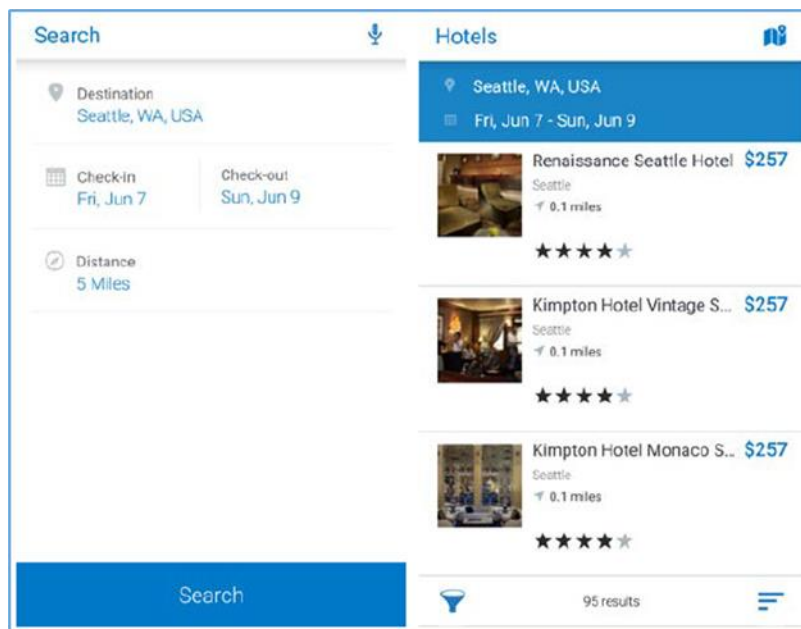 Search
Destination
Seattle, WA, USA
Check-in
Fri, Jun 7
Check-out
Sun, Jun 9
Distance
5 Miles
Search
Hotels
Seattle, WA, USA
Fri, Jun 7 - Sun, Jun 9
Renaissance Seattle Hotel $257
Seattle
0.1 miles
Kimpton Hotel Vintage S... $257
Seattle
0.1 miles
Kimpton Hotel Monaco S... $257
Seattle
0.1 miles
95 results